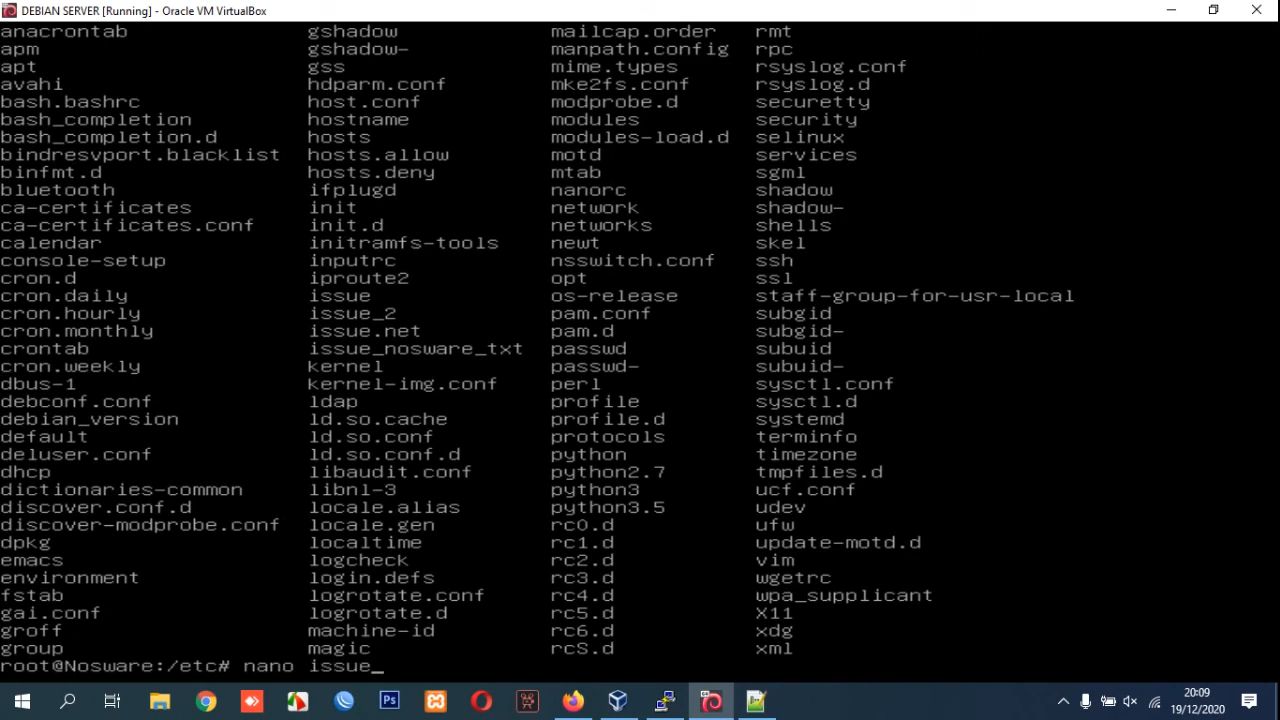 DEBIAN SERVER [Running] - Oracle VM VirtualBox
anacrontab gshadow mailcap.order rmt
apm gshadow- manpath.config rpc
apt gss mime.types rsyslog.conf
avahi hdparm.conf mke2fs.conf rsyslog.d
bash.bashrc host.conf modprobe.d securetty
bash_completion hostname modules security
bash_completion.d hosts modules-load.d selinux
bindresvport.blacklist hosts.allow motd services
binfmt.d hosts.deny mtab sgml
bluetooth ifplugd nanorc shadow
ca-certificates init network shadow-
ca-certificates.conf init.d networks shells
calendar initramfs-tools newt skel
console-setup inputrc nsswitch.conf ssh
cron.d iproute2 opt ssl
cron.daily issue os-release staff-group-for-usr-local
cron.hourly issue_2 pam.conf subgid
cron.monthly issue.net pam.d subgid-
crontab issue_nosware_txt passwd subuid
cron.weekly kernel passwd- subuid-
dbus-1 kernel-img.conf perl sysctl.conf
debconf.conf ldap profile sysctl.d
debian_version ld.so.cache profile.d systemd
default ld.so.conf protocols terminfo
deluser.conf ld.so.conf.d python timezone
dhcp libaudit.conf python2.7 tmpfiles.d
dictionaries-common libnl-3 python3 ucf.conf
discover.conf.d locale.alias python3.5 udev
discover-modprobe.conf locale.gen rc0.d ufw
dpkg localtime rc1.d update-motd.d
emacs logcheck rc2.d vim
environment login.defs rc3.d wgetrc
fstab logrotate.conf rc4.d wpa_supplicant
gai.conf logrotate.d rc5.d X11
groff machine-id rc6.d xdg
group magic rcS.d xml
root@Nosware:/etc# nano issue_
Ps
20:09
19/12/2020